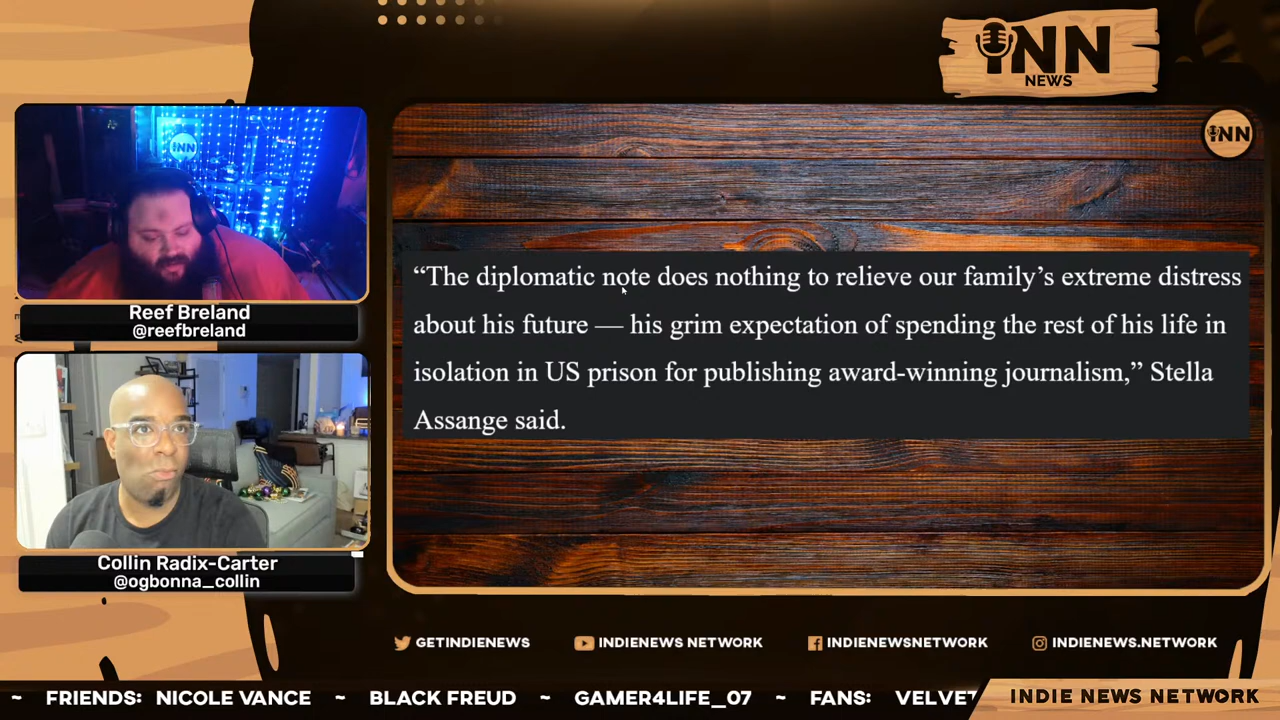 iNN
NEWS
iNN
iNN
Reef Breland
@reefbreland
“The diplomatic note does nothing to relieve our family’s extreme distress
about his future — his grim expectation of spending the rest of his life in
isolation in US prison for publishing award-winning journalism,” Stella
Assange said.
Collin Radix-Carter
@ogbonna_collin
GETINDIENEWS
INDIENEWS NETWORK
INDIENEWSNETWORK
INDIENEWS.NETWORK
~ FRIENDS: NICOLE VANCE ~ BLACK FREUD ~ GAMER4LIFE_07 ~ FANS: VELVET
INDIE NEWS NETWORK